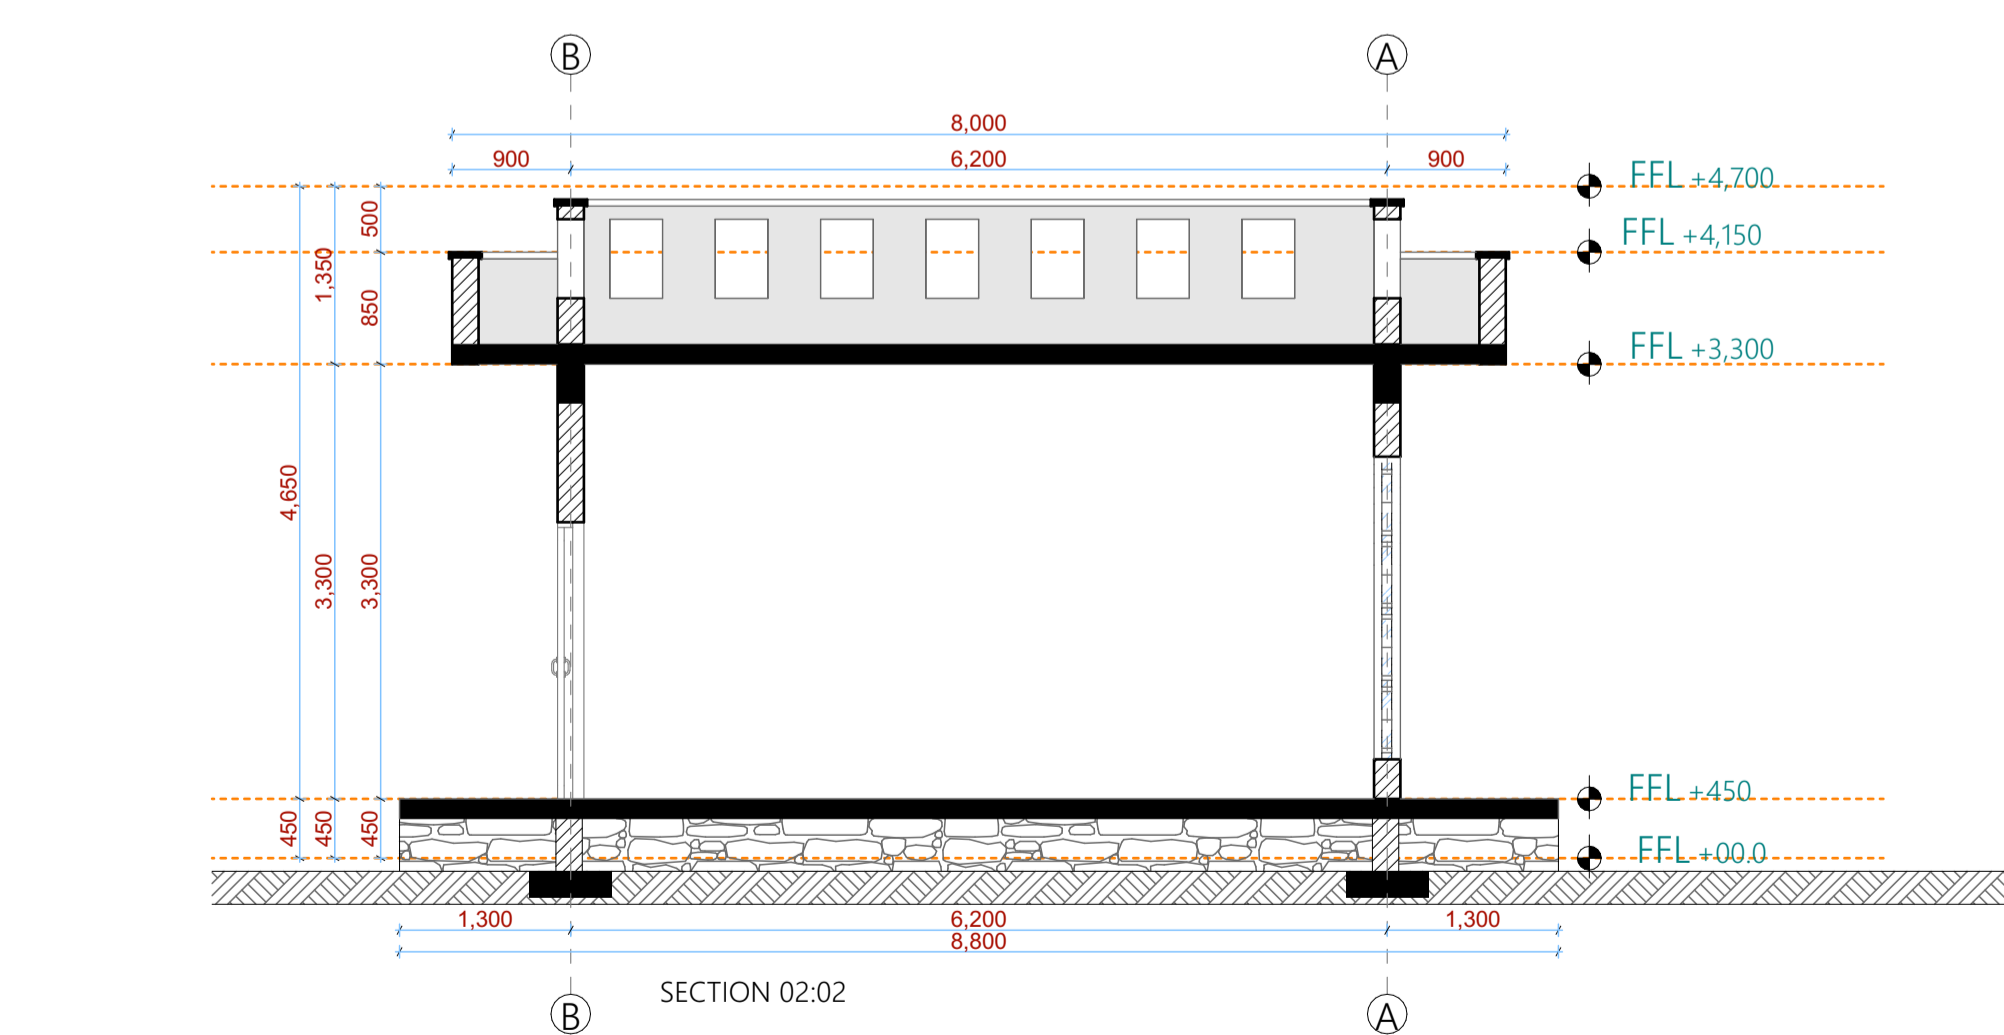 B
A
8,000
900
6,200
900
FFL +4,700
500
FFL +4,150
1,350
850
FFL +3,300
4,650
3,300
3,300
FFL +450
450
450
450
FFL +00.0
1,300
6,200
1,300
8,800
SECTION 02:02
B
A